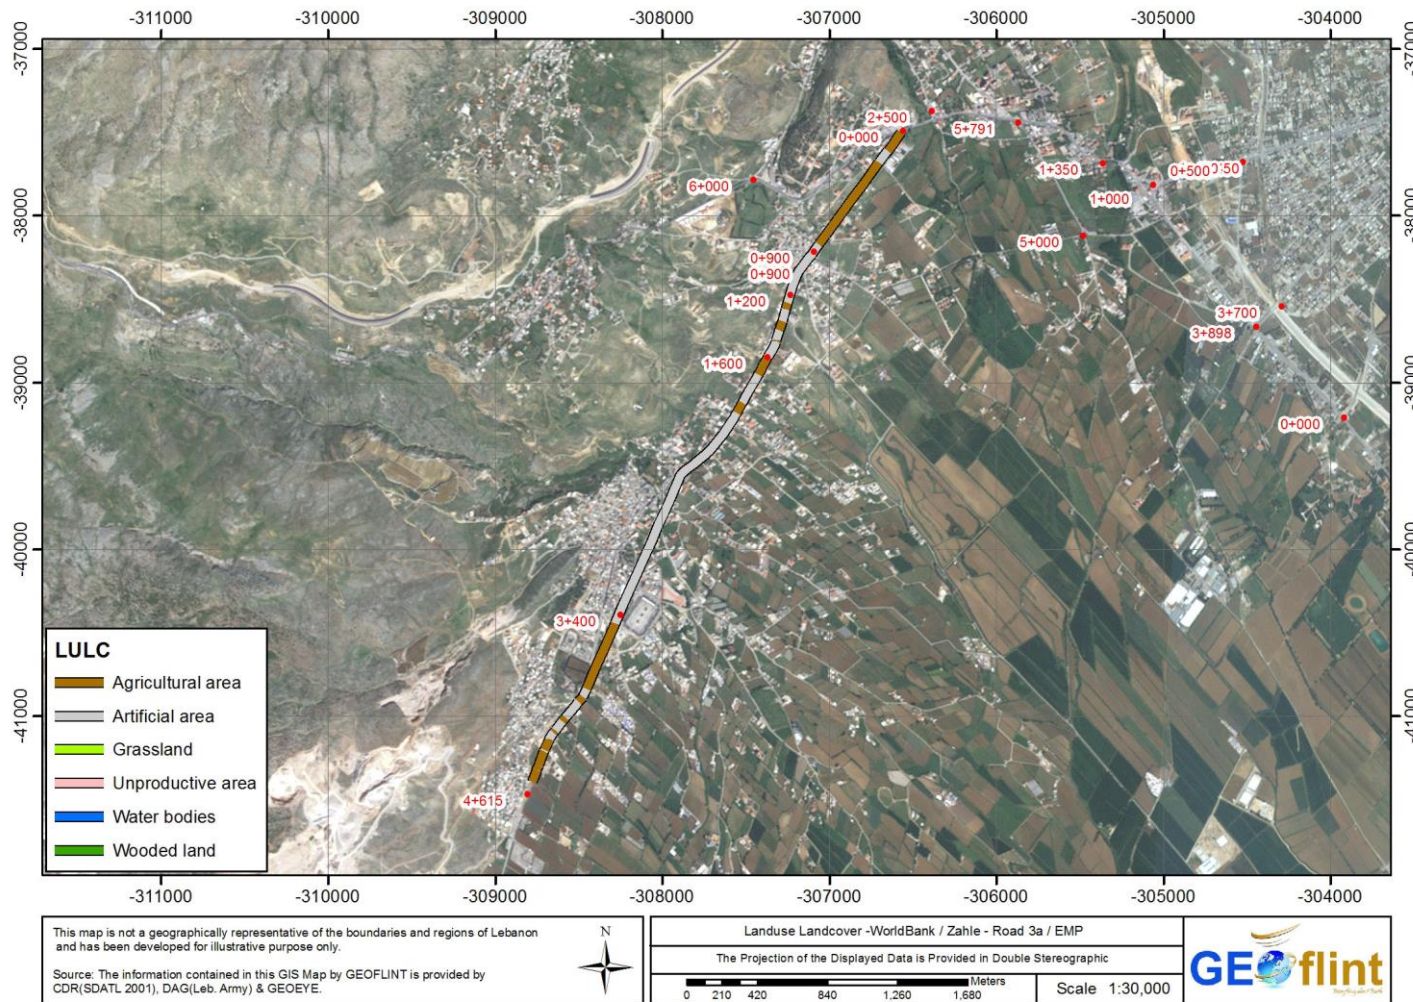 -311000 -310000 -309000 -308000 -307000 -306000 -305000 -304000
-37000
-37000
2+500
0+000
5+791
6+000
1+350
0+500
1+000
-38000
-38000
5+000
0+900
0+900
1+200
3+700
3+898
1+600
-39000
-39000
0+000
-40000
-40000
3+400
-41000
-41000
4+615
LULC
Agricultural area
Artificial area
Grassland
Unproductive area
Water bodies
Wooded land
-311000 -310000 -309000 -308000 -307000 -306000 -305000 -304000
This map is not a geographically representative of the boundaries and regions of Lebanon
and has been developed for illustrative purpose only.
Source: The information contained in this GIS Map by GEOFLINT is provided by
CDR(SDATL 2001), DAG(Leb. Army) & GEOEYE.
N
Landuse Landcover -WorldBank / Zahle - Road 3a / EMP
The Projection of the Displayed Data is Provided in Double Stereographic
Meters
0 210 420 840 1,260 1,680
Scale 1:30,000
GEOflint